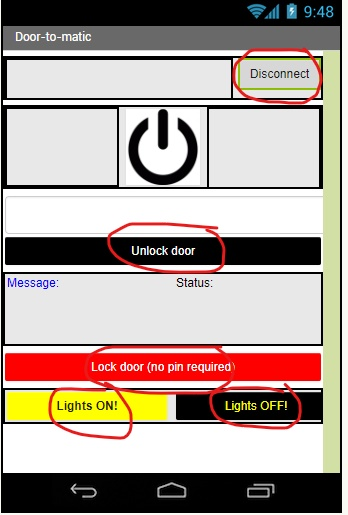 9:48
Door-to-matic
Disconnect
Unlock door
Message: Status:
Lock door (no pin required)
Lights ON! Lights OFF!